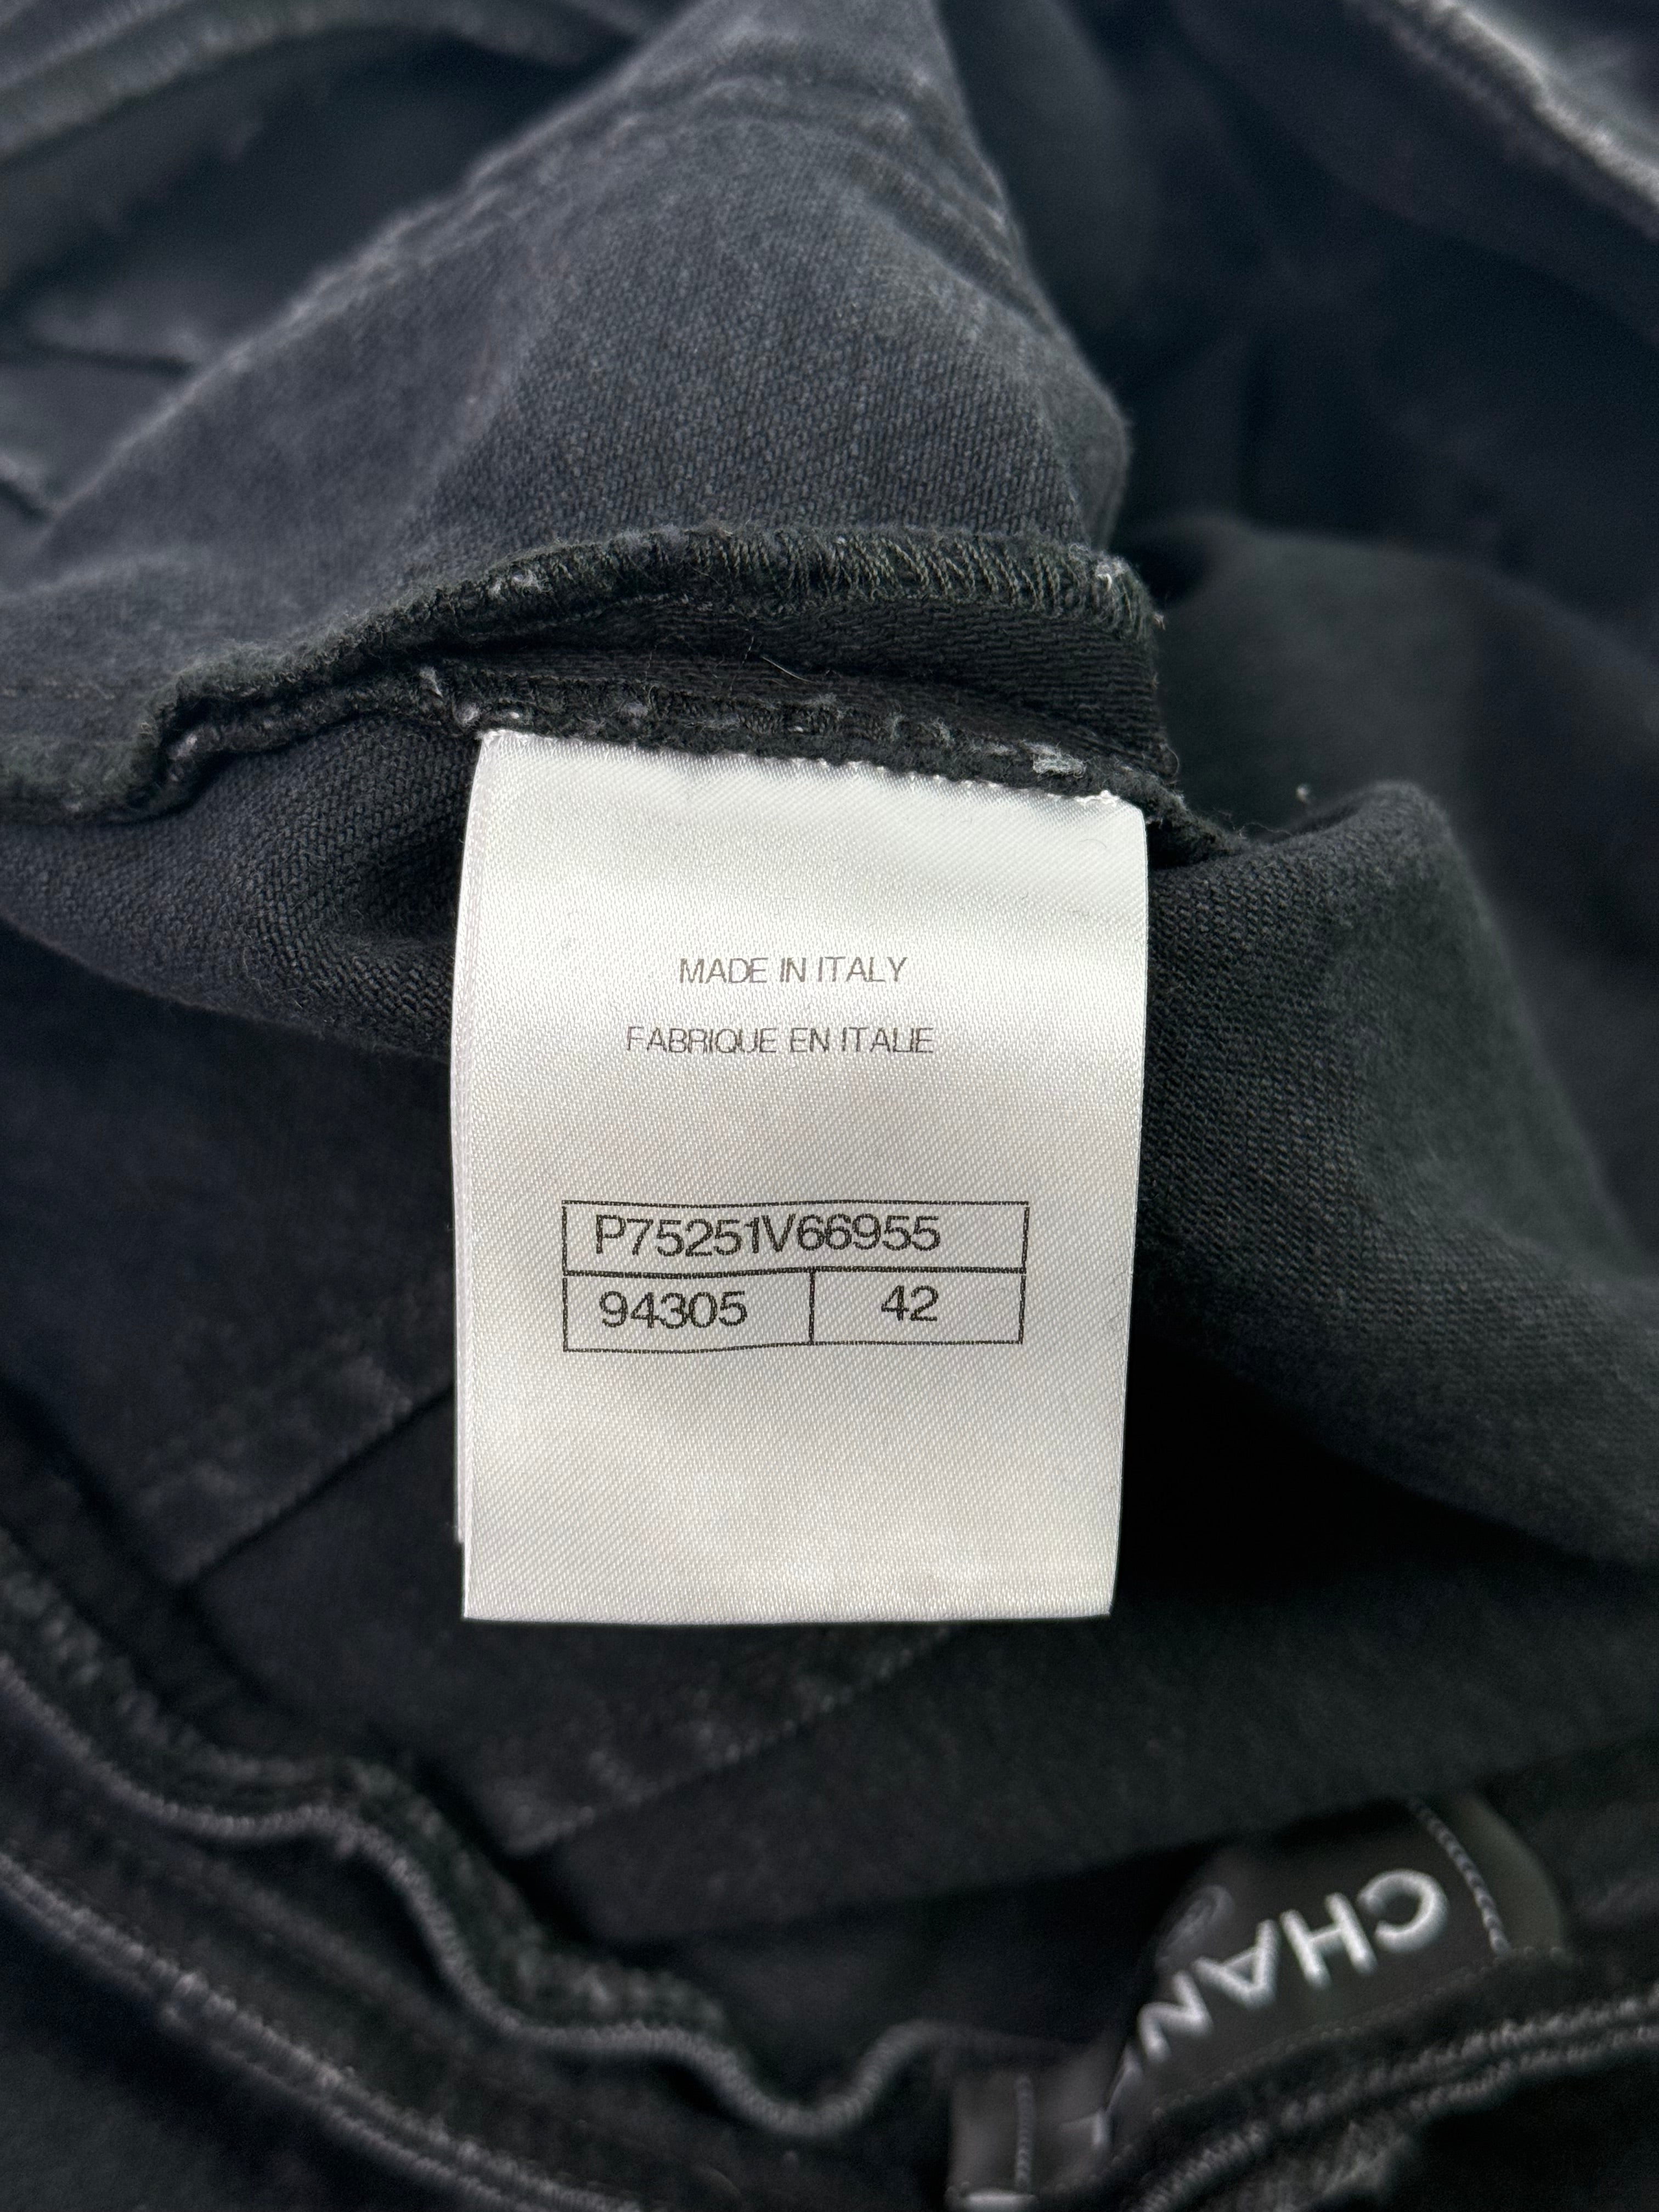 MADE IN ITALY
FABRIQUE EN ITALIE
P75251V66955
94305 42
CHAN